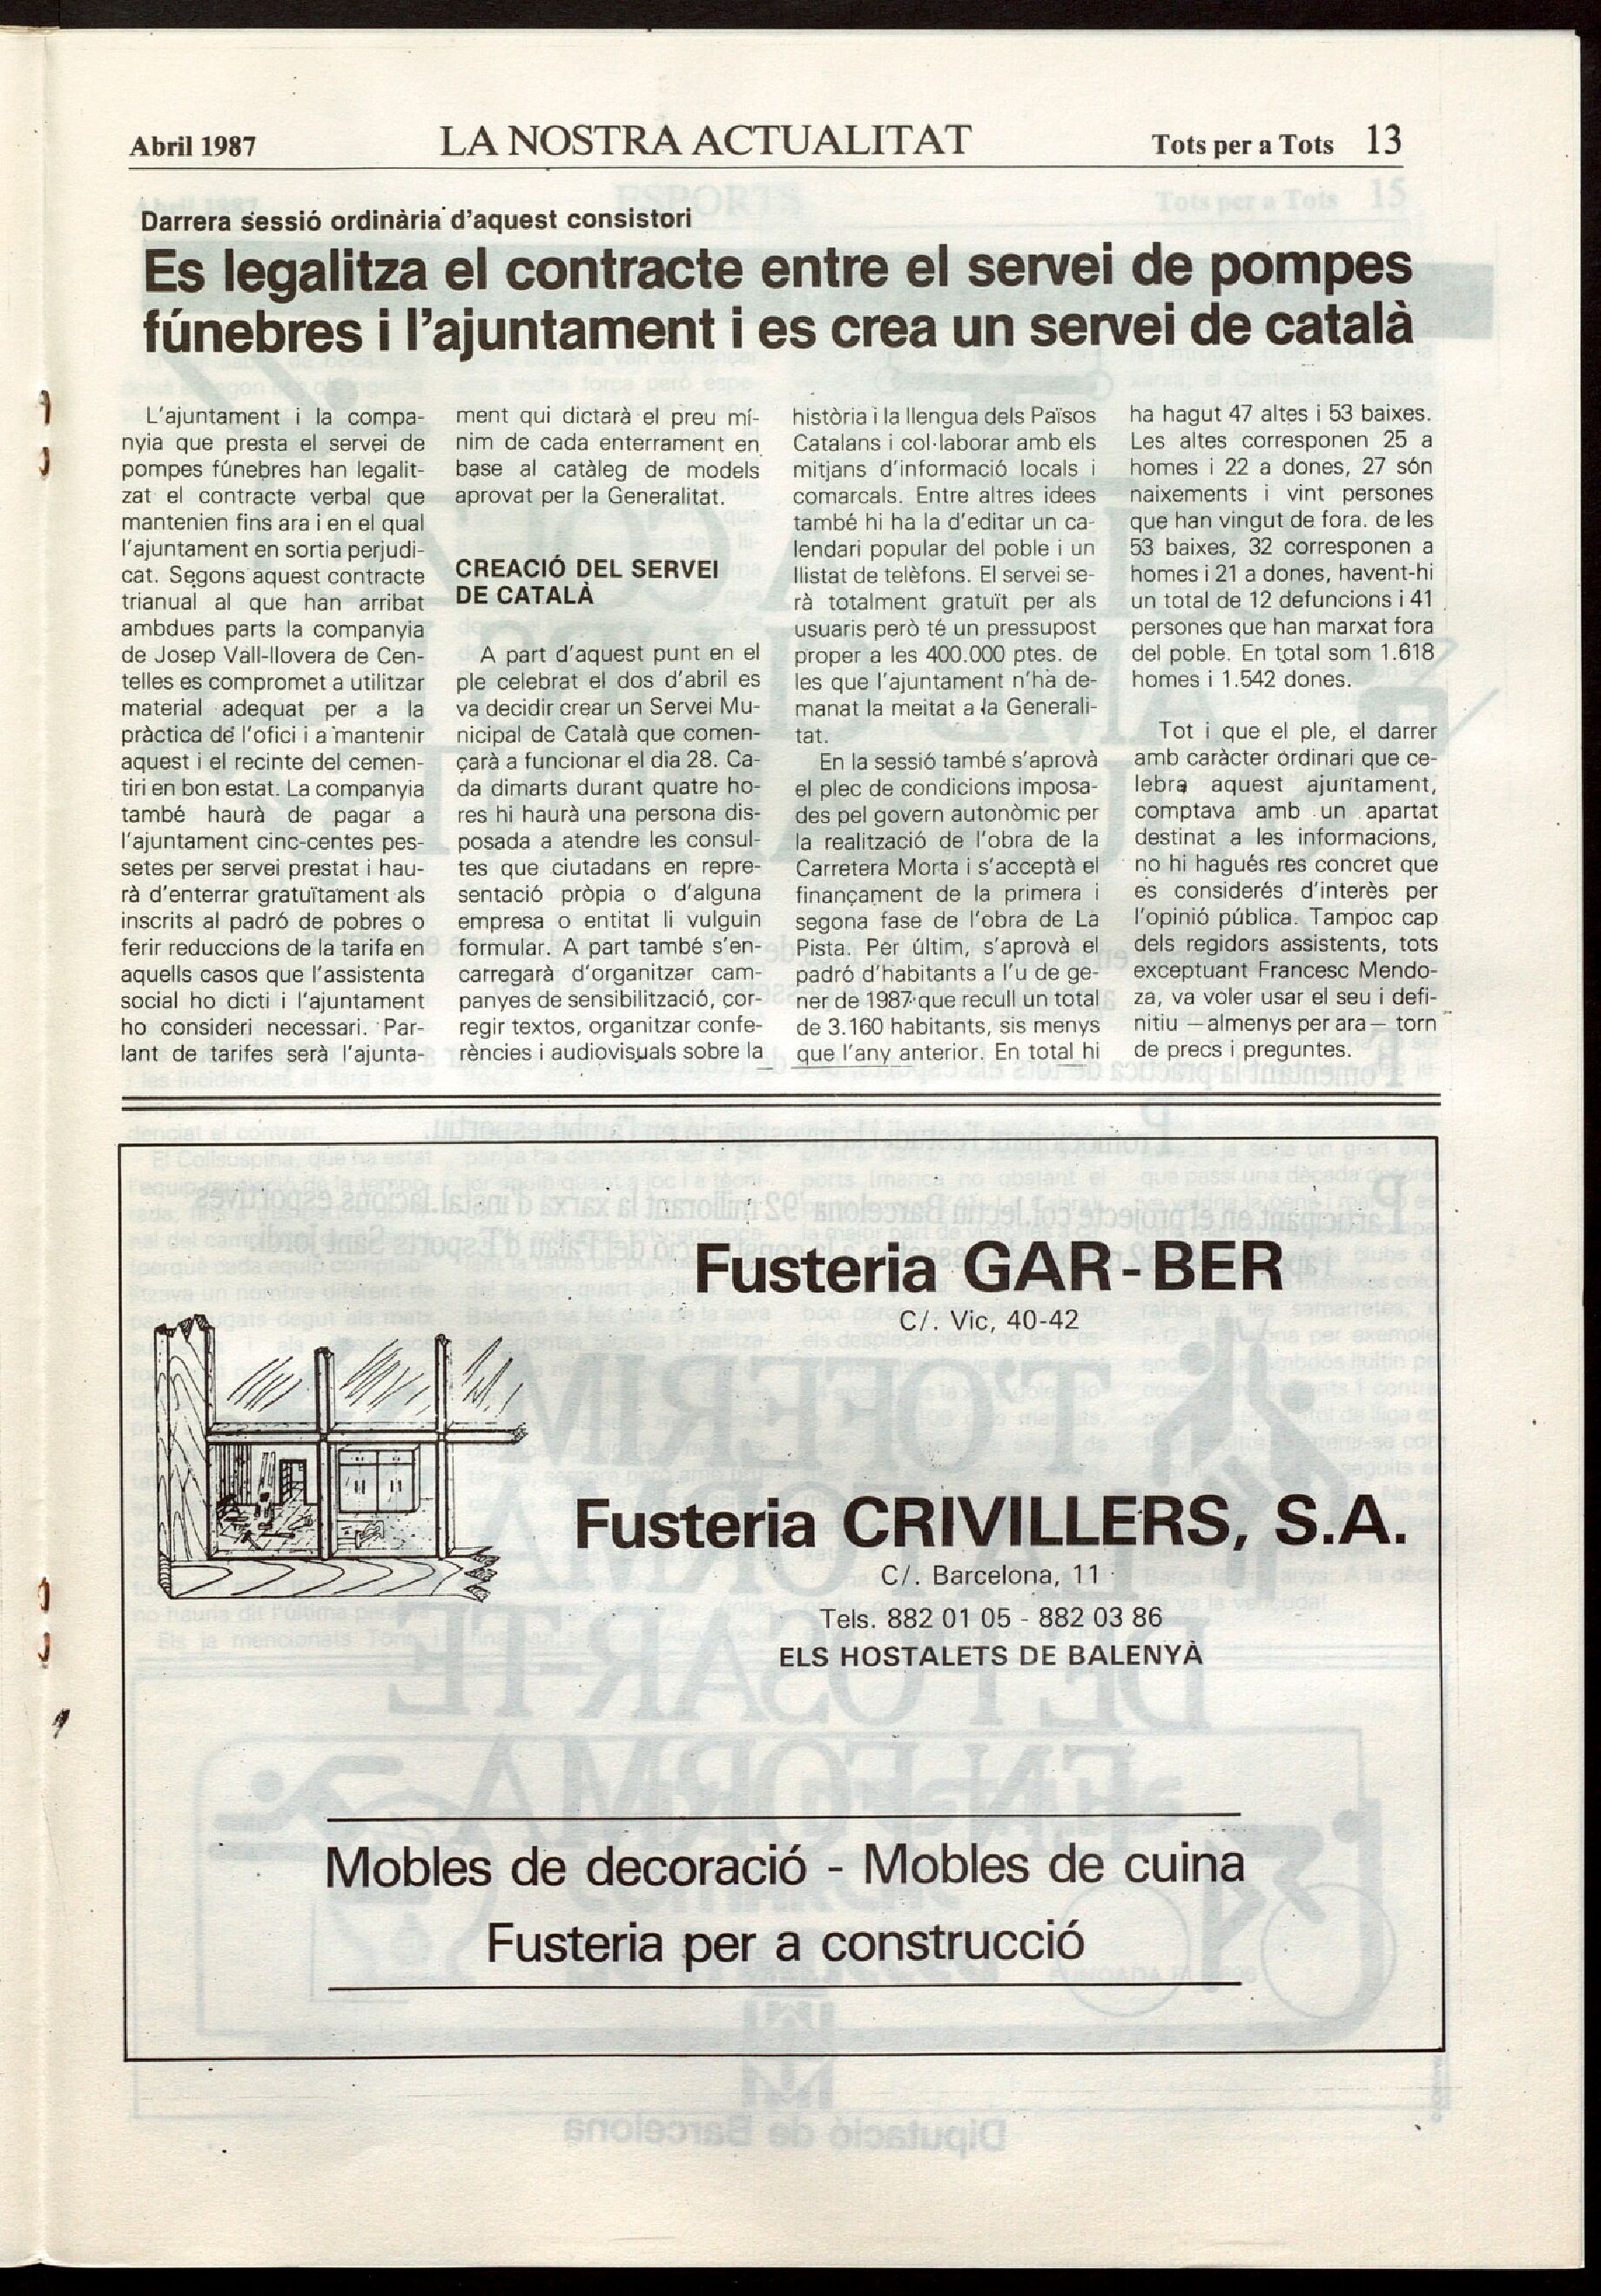 Abril 1987
LA NOSTRA ACTUALITAT
Tots per a Tots 13
Darrera sessió ordinària d'aquest consistori
Es legalitza el contracte entre el servei de pompes
fúnebres i l'ajuntament i es crea un servei de català
L'ajuntament i la compa-
nyia que presta el servei de
pompes fúnebres han legalit-
zat el contracte verbal que
mantenien fins ara i en el qual
l'ajuntament en sortia perjudi-
cat. Segons aquest contracte
trianual al que han arribat
ambdues parts la companyia
de Josep Vall-llovera de Cen-
telles es compromet a utilitzar
material adequat per a la
pràctica de l'ofici i a mantenir
aquest i el recinte del cemen-
tiri en bon estat. La companyia
també haurà de pagar a
l'ajuntament cinc-centes pes-
setes per servei prestat i hau-
rà d'enterrar gratuïtament als
inscrits al padró de pobres o
ferir reduccions de la tarifa en
aquells casos que l'assistenta
social ho dicti i l'ajuntament
ho consideri necessari. Par-
lant de tarifes serà l'ajunta-
ment qui dictarà el preu mí-
nim de cada enterrament en
base al catàleg de models
aprovat per la Generalitat.
CREACIÓ DEL SERVEI
DE CATALÀ
A part d'aquest punt en el
ple celebrat el dos d'abril es
va decidir crear un Servei Mu-
nicipal de Català que comen-
çarà a funcionar el dia 28. Ca-
da dimarts durant quatre ho-
res hi haurà una persona dis-
posada a atendre les consul-
tes que ciutadans en repre-
sentació pròpia o d'alguna
empresa o entitat li vulguin
formular. A part també s'en-
carregarà d'organitzar cam-
panyes de sensibilització, cor-
regir textos, organitzar confe-
rències i audiovisuals sobre la
història i la llengua dels Països
Catalans i col·laborar amb els
mitjans d'informació locals i
comarcals. Entre altres idees
també hi ha la d'editar un ca-
lendari popular del poble i un
llistat de telèfons. El servei se-
rà totalment gratuït per als
usuaris però té un pressupost
proper a les 400.000 ptes. de
les que l'ajuntament n'ha de-
manat la meitat a la Generali-
tat.
En la sessió també s'aprovà
el plec de condicions imposa-
des pel govern autonòmic per
la realització de l'obra de la
Carretera Morta i s'acceptà el
finançament de la primera i
segona fase de l'obra de La
Pista. Per últim, s'aprovà el
padró d'habitants a l'u de ge-
ner de 1987 que recull un total
de 3.160 habitants, sis menys
que l'any anterior. En total hi
ha hagut 47 altes i 53 baixes.
Les altes corresponen 25 a
homes i 22 a dones, 27 són
naixements i vint persones
que han vingut de fora. de les
53 baixes, 32 corresponen a
homes i 21 a dones, havent-hi
un total de 12 defuncions i 41
persones que han marxat fora
del poble. En total som 1.618
homes i 1.542 dones.
Tot i que el ple, el darrer
amb caràcter ordinari que ce-
lebra aquest ajuntament,
comptava amb un apartat
destinat a les informacions,
no hi hagués res concret que
es considerés d'interès per
l'opinió pública. Tampoc cap
dels regidors assistents, tots
exceptuant Francesc Mendo-
za, va voler usar el seu i defi-
nitiu — almenys per ara — torn
de precs i preguntes.
Fusteria GAR-BER
C/. Vic, 40-42
Fusteria CRIVILLERS, S.A.
C/. Barcelona, 11
Tels. 882 01 05 - 882 03 86
ELS HOSTALETS DE BALENYÀ
Mobles de decoració - Mobles de cuina
Fusteria per a construcció